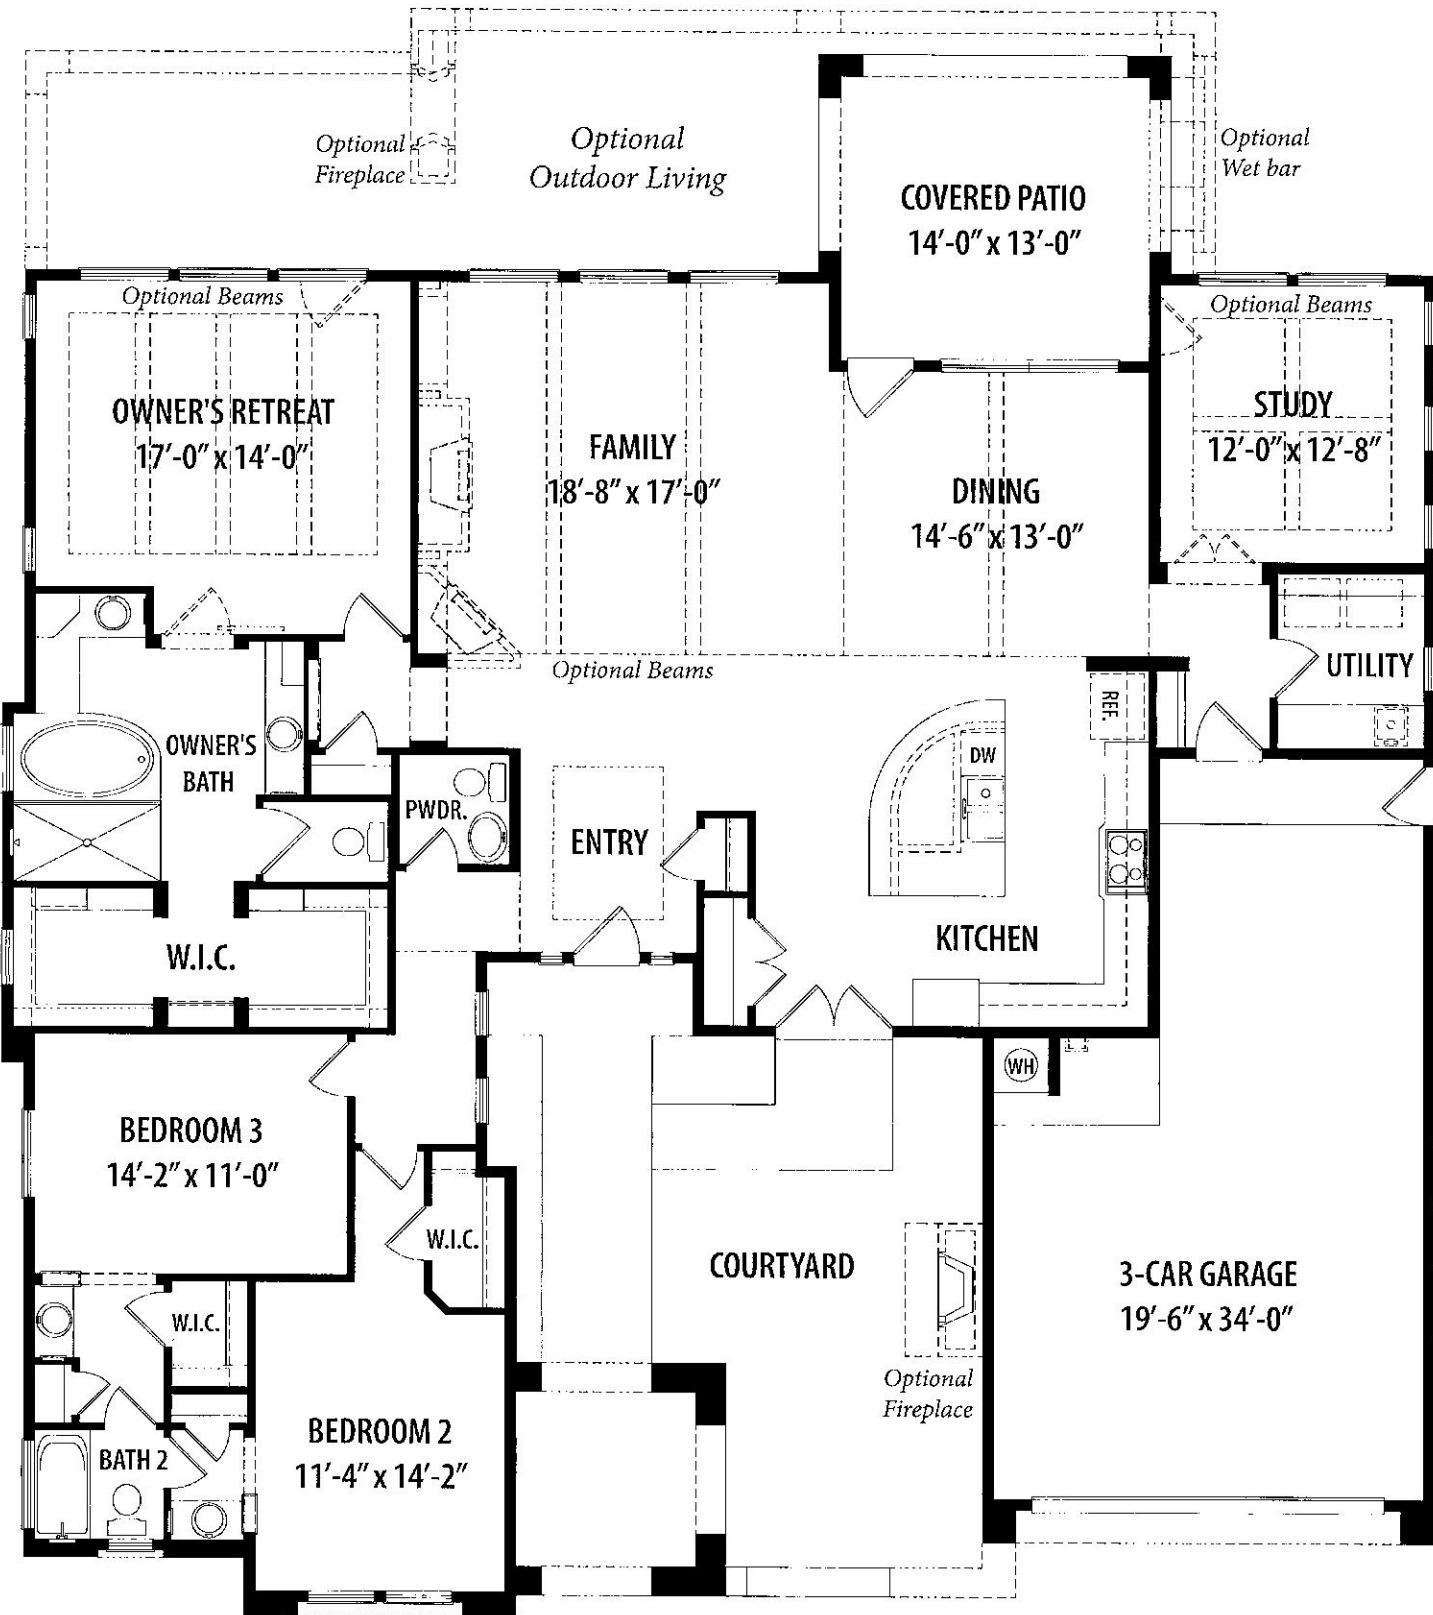 Optional
Fireplace
Optional
Outdoor Living
Optional
Wet bar
COVERED PATIO
14'-0" x 13'-0"
Optional Beams
OWNER'S RETREAT
17'-0" x 14'-0"
FAMILY
18'-8" x 17'-0"
DINING
14'-6" x 13'-0"
Optional Beams
STUDY
12'-0" x 12'-8"
Optional Beams
UTILITY
REF.
DW
OWNER'S
BATH
PWDR.
ENTRY
KITCHEN
W.I.C.
WH
BEDROOM 3
14'-2" x 11'-0"
W.I.C.
COURTYARD
3-CAR GARAGE
19'-6" x 34'-0"
W.I.C.
Optional
Fireplace
BEDROOM 2
11'-4" x 14'-2"
BATH 2